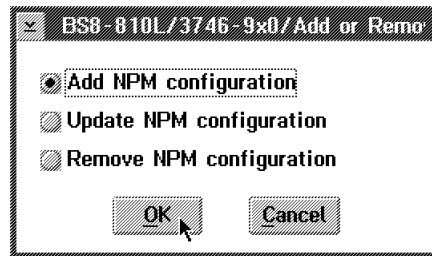 BS8-810L/3746-9x0/Add or Remo
Add NPM configuration
Update NPM configuration
Remove NPM configuration
OK
Cancel